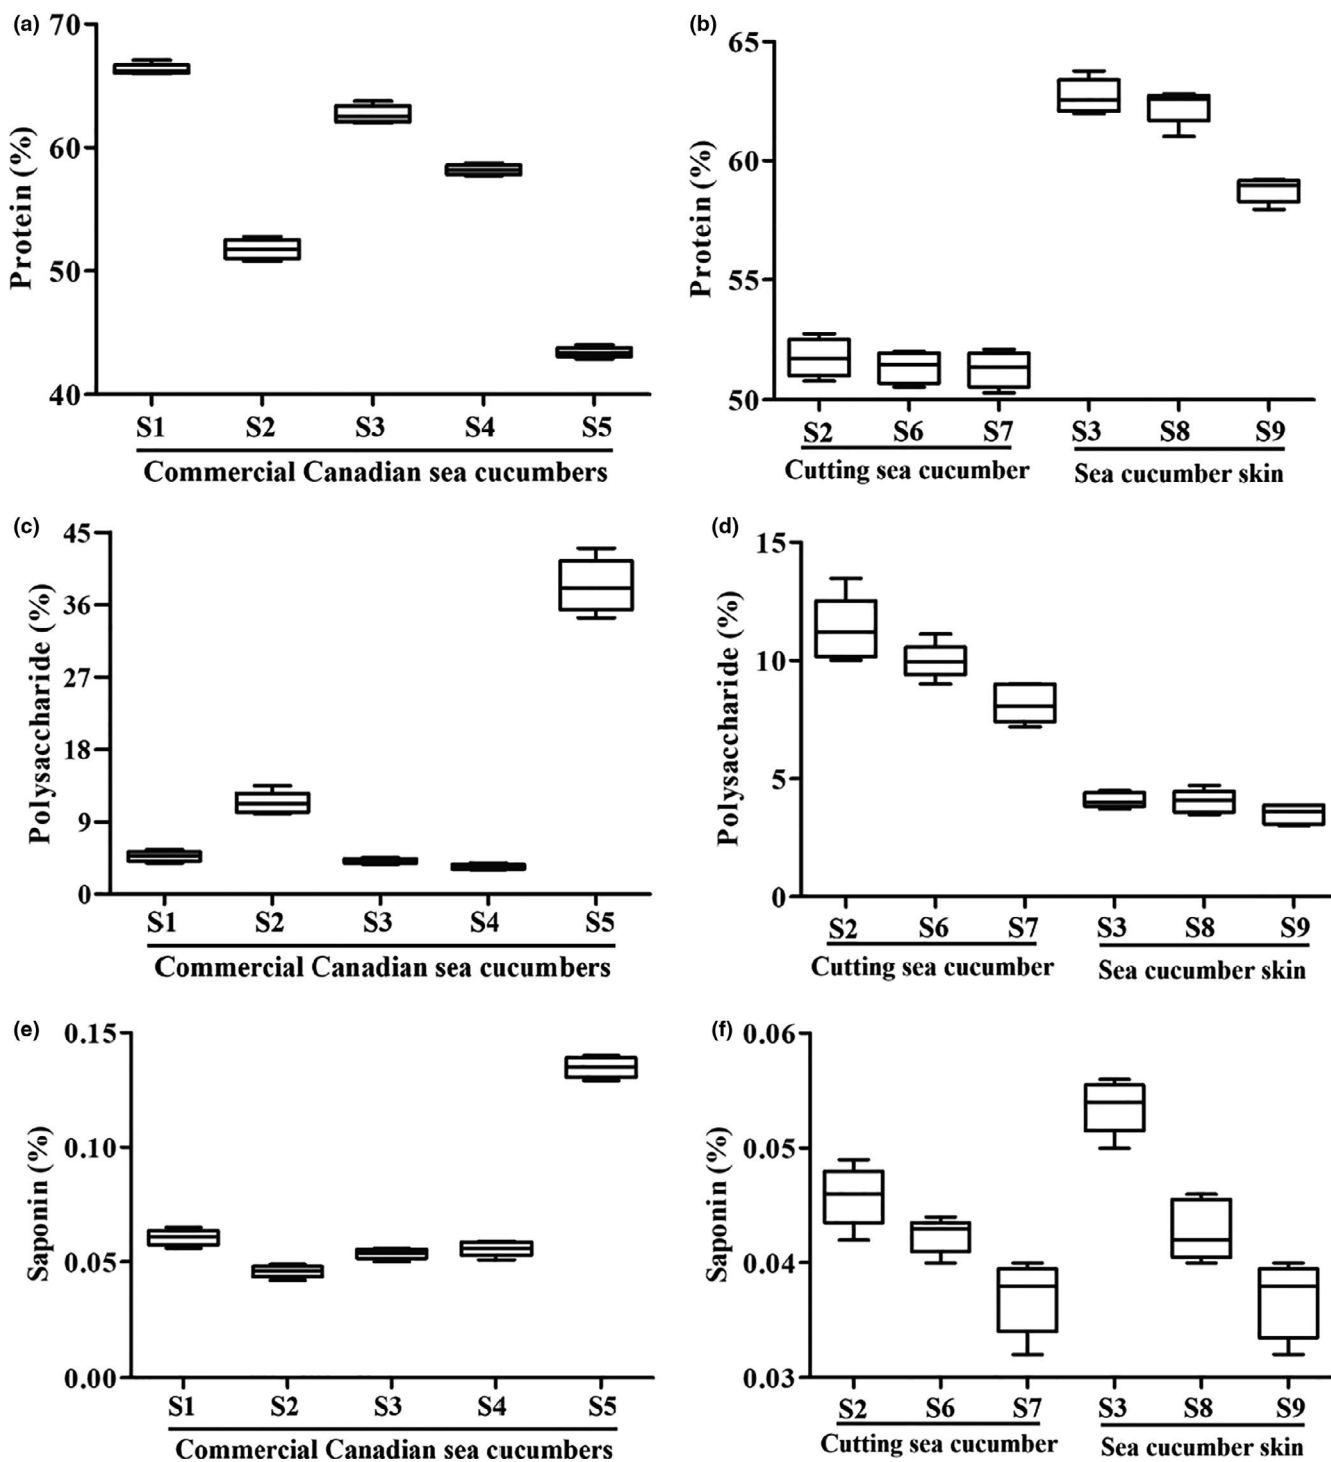 (a)
70
60
50
40
Protein (%)
S1 S2 S3 S4 S5
Commercial Canadian sea cucumbers
(b)
65
60
55
50
Protein (%)
S2 S6 S7 S3 S8 S9
Cutting sea cucumber Sea cucumber skin
(c)
45
36
27
18
9
0
Polysaccharide (%)
S1 S2 S3 S4 S5
Commercial Canadian sea cucumbers
(d)
15
10
5
0
Polysaccharide (%)
S2 S6 S7 S3 S8 S9
Cutting sea cucumber Sea cucumber skin
(e)
0.15
0.10
0.05
0.00
Saponin (%)
S1 S2 S3 S4 S5
Commercial Canadian sea cucumbers
(f)
0.06
0.05
0.04
0.03
Saponin (%)
S2 S6 S7 S3 S8 S9
Cutting sea cucumber Sea cucumber skin